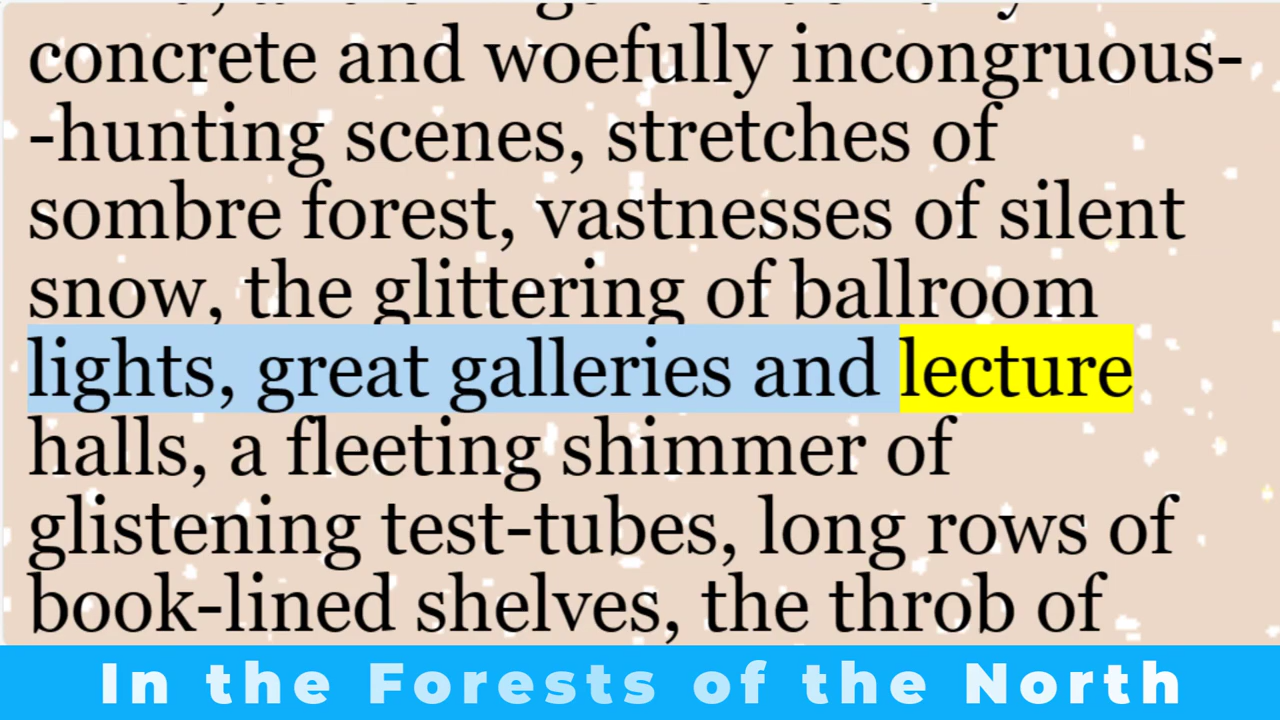 concrete and woefully incongruous-
-hunting scenes, stretches of
sombre forest, vastnesses of silent
snow, the glittering of ballroom
lights, great galleries and lecture
halls, a fleeting shimmer of
glistening test-tubes, long rows of
book-lined shelves, the throb of
In the Forests of the North